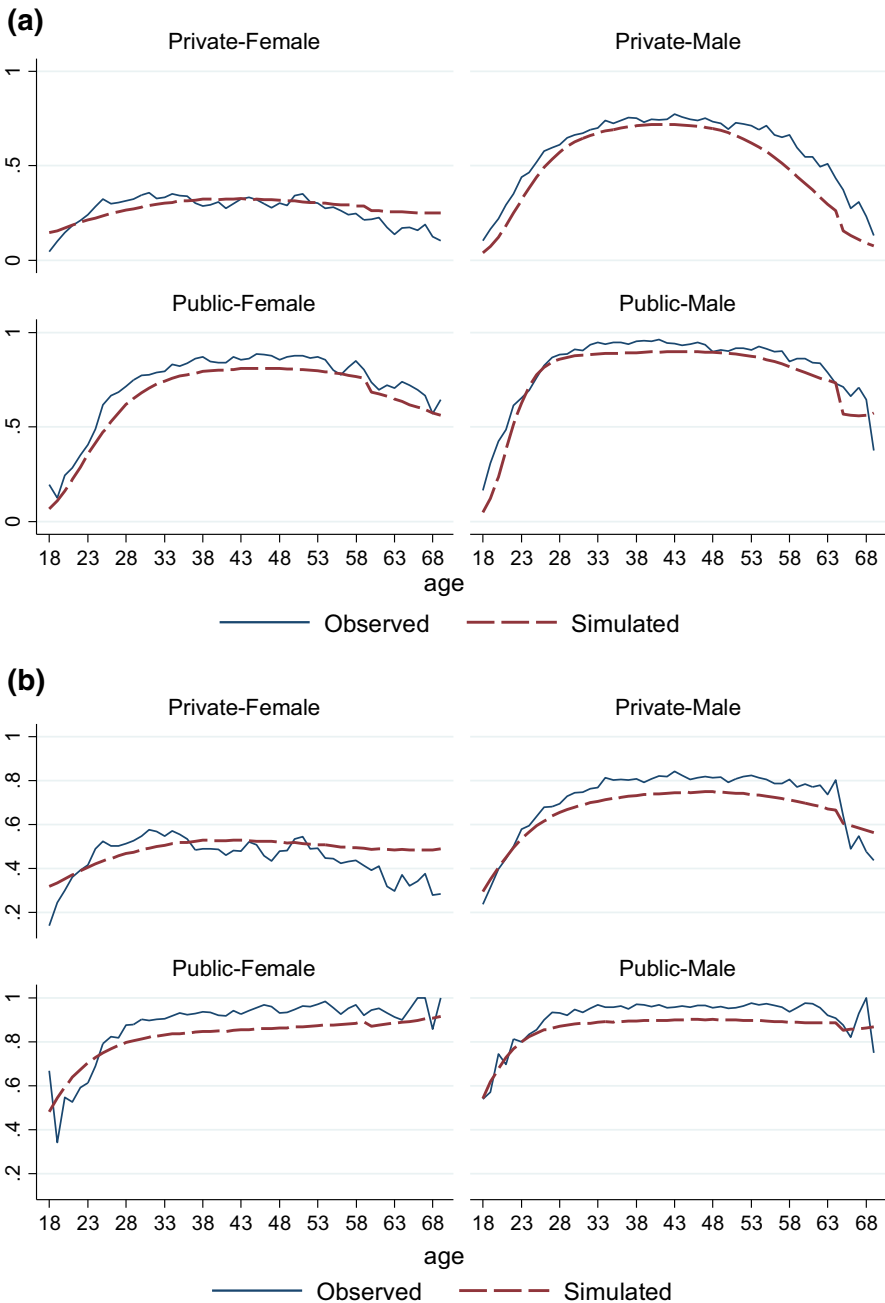 (a)
Private-Female Private-Male
1
.5
0
Public-Female Public-Male
1
.5
0
18 23 28 33 38 43 48 53 58 63 68 18 23 28 33 38 43 48 53 58 63 68
age
Observed Simulated
(b)
Private-Female Private-Male
1
.8
.6
.4
.2
Public-Female Public-Male
1
.8
.6
.4
.2
18 23 28 33 38 43 48 53 58 63 68 18 23 28 33 38 43 48 53 58 63 68
age
Observed Simulated